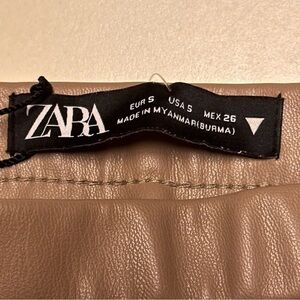 ZARA
EUR S USA S MEX 26
MADE IN MYANMAR(BURMA)